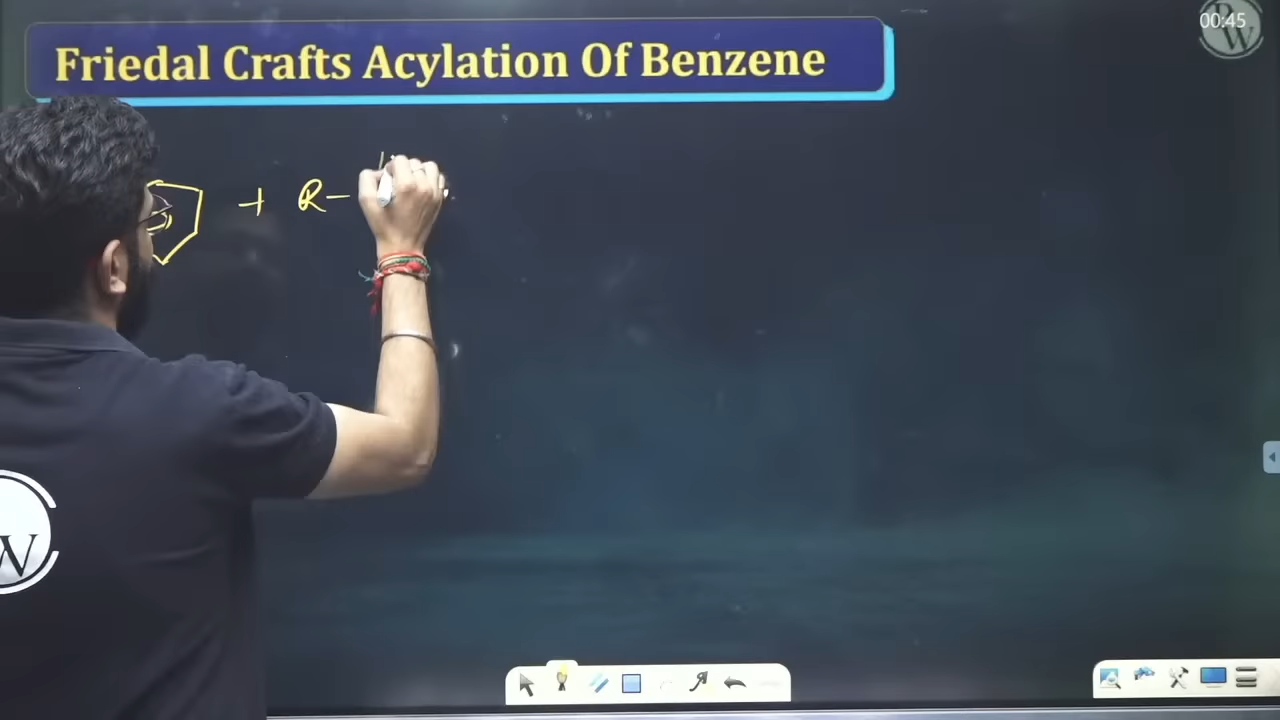 00:45
Friedal Crafts Acylation Of Benzene
+ R-
W
W